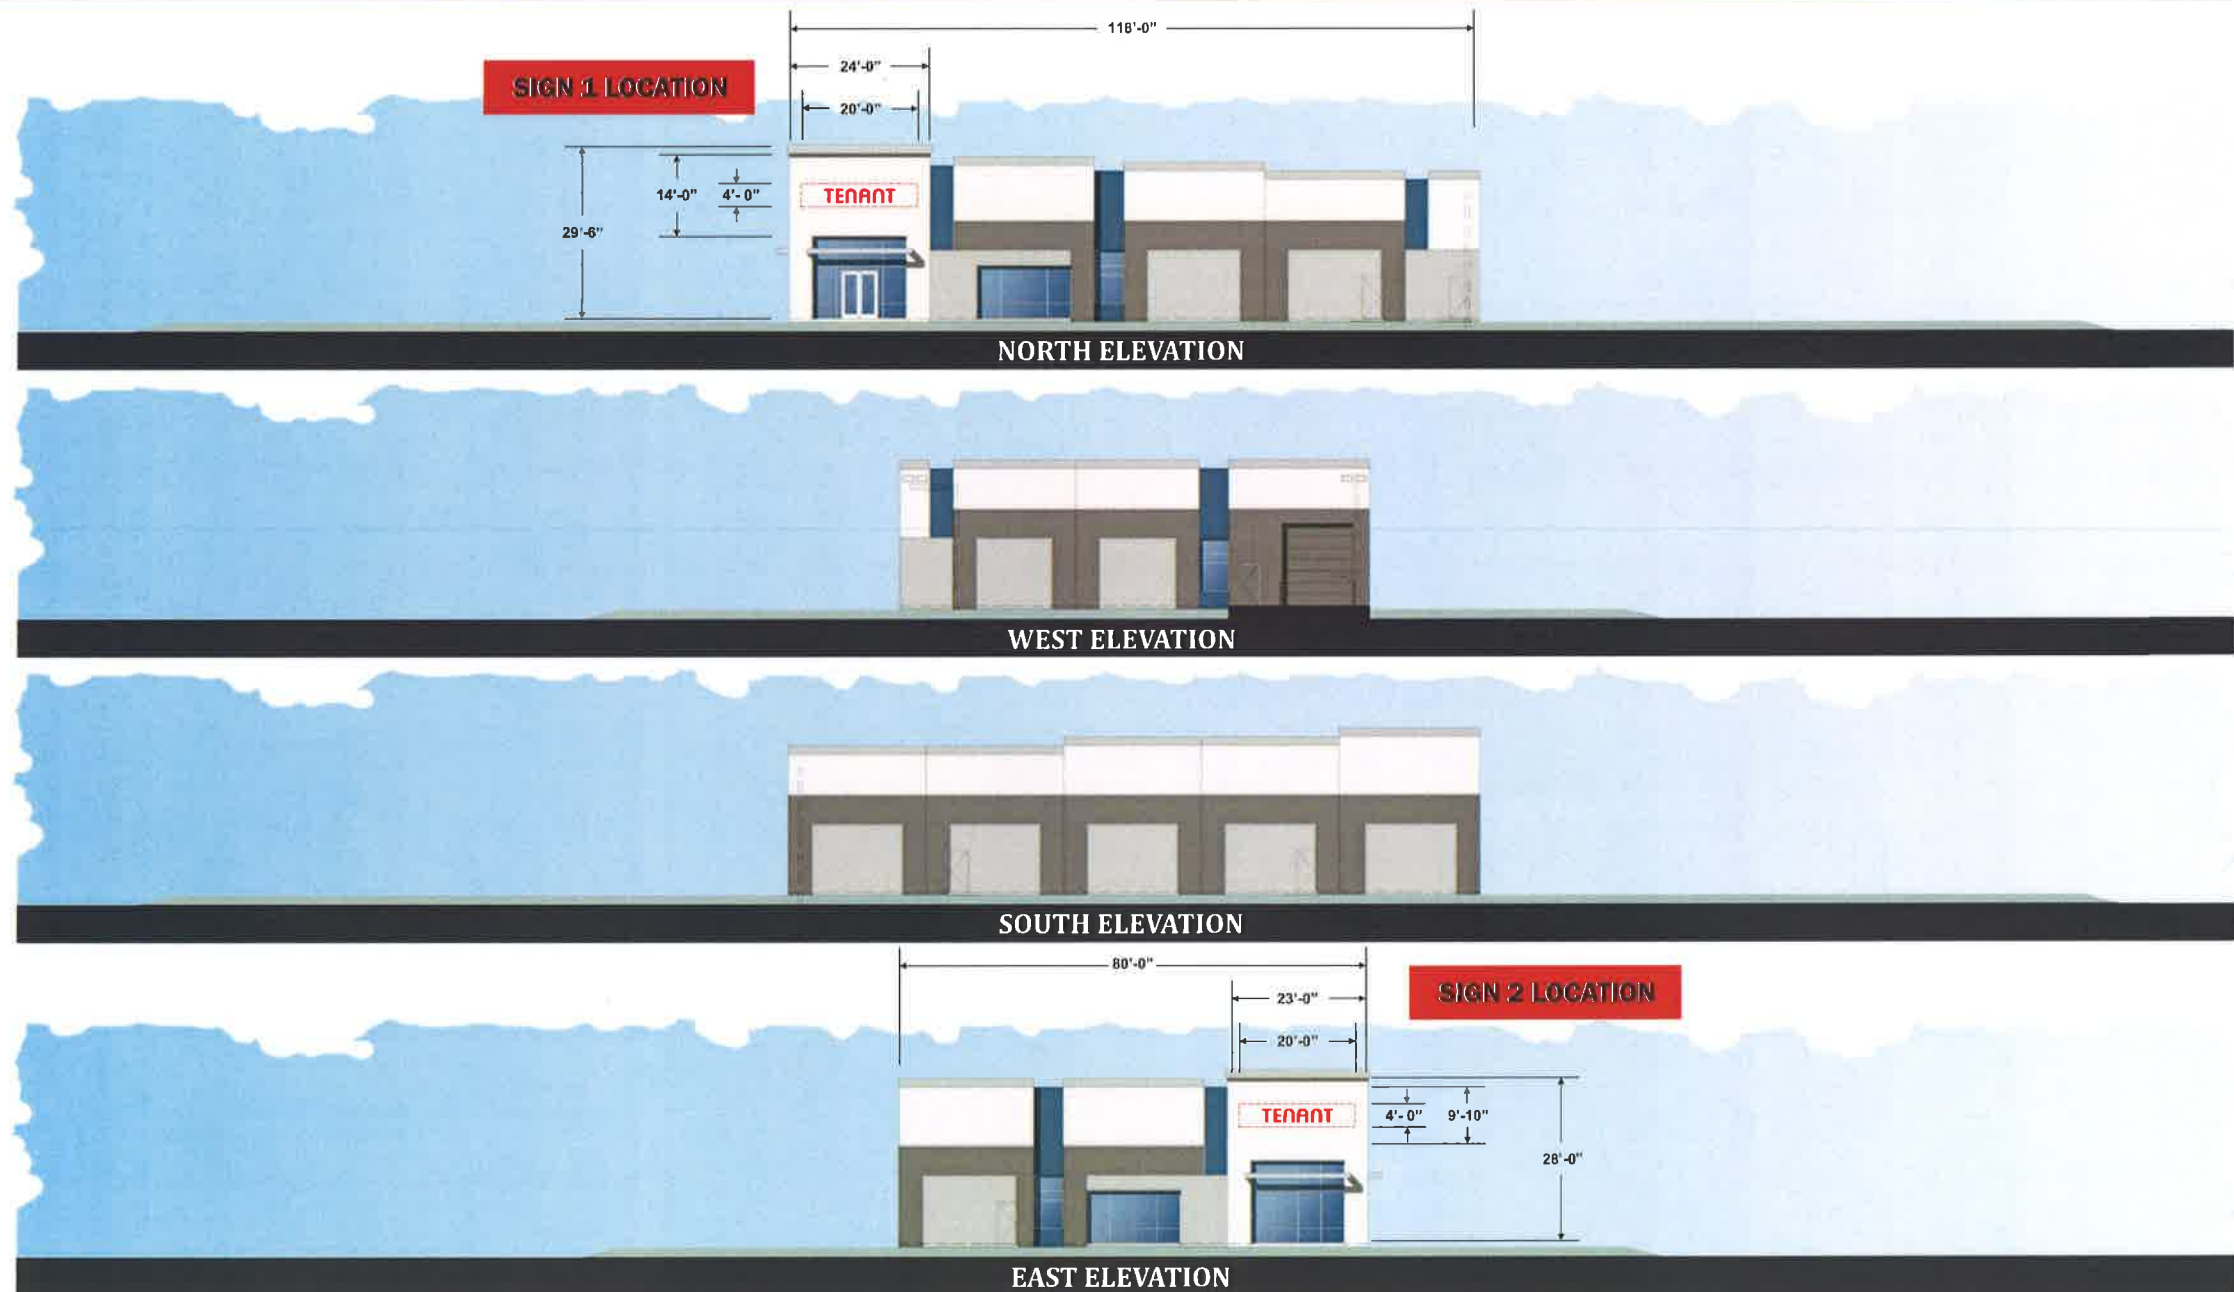 118'-0"
24'-0"
SIGN 1 LOCATION
20'-0"
14'-0"
4'-0"
TENANT
29'-6"
NORTH ELEVATION
WEST ELEVATION
SOUTH ELEVATION
80'-0"
23'-0"
SIGN 2 LOCATION
20'-0"
TENANT
4'-0"
9'-10"
28'-0"
EAST ELEVATION